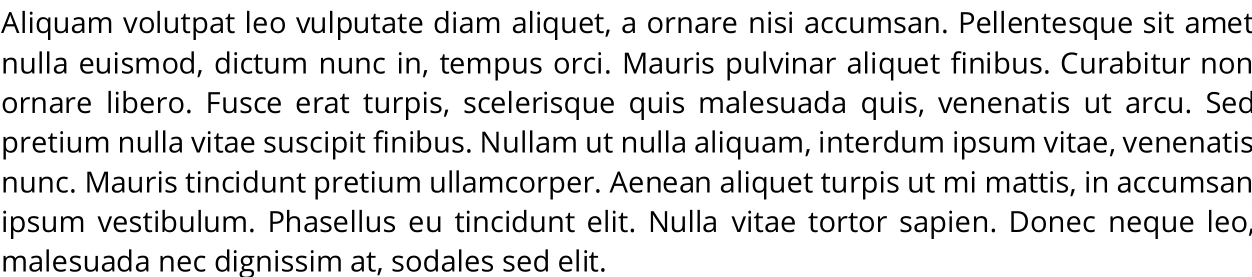 Aliquam volutpat leo vulputate diam aliquet, a ornare nisi accumsan. Pellentesque sit amet
nulla euismod, dictum nunc in, tempus orci. Mauris pulvinar aliquet finibus. Curabitur non
ornare libero. Fusce erat turpis, scelerisque quis malesuada quis, venenatis ut arcu. Sed
pretium nulla vitae suscipit finibus. Nullam ut nulla aliquam, interdum ipsum vitae, venenatis
nunc. Mauris tincidunt pretium ullamcorper. Aenean aliquet turpis ut mi mattis, in accumsan
ipsum vestibulum. Phasellus eu tincidunt elit. Nulla vitae tortor sapien. Donec neque leo,
malesuada nec dignissim at, sodales sed elit.